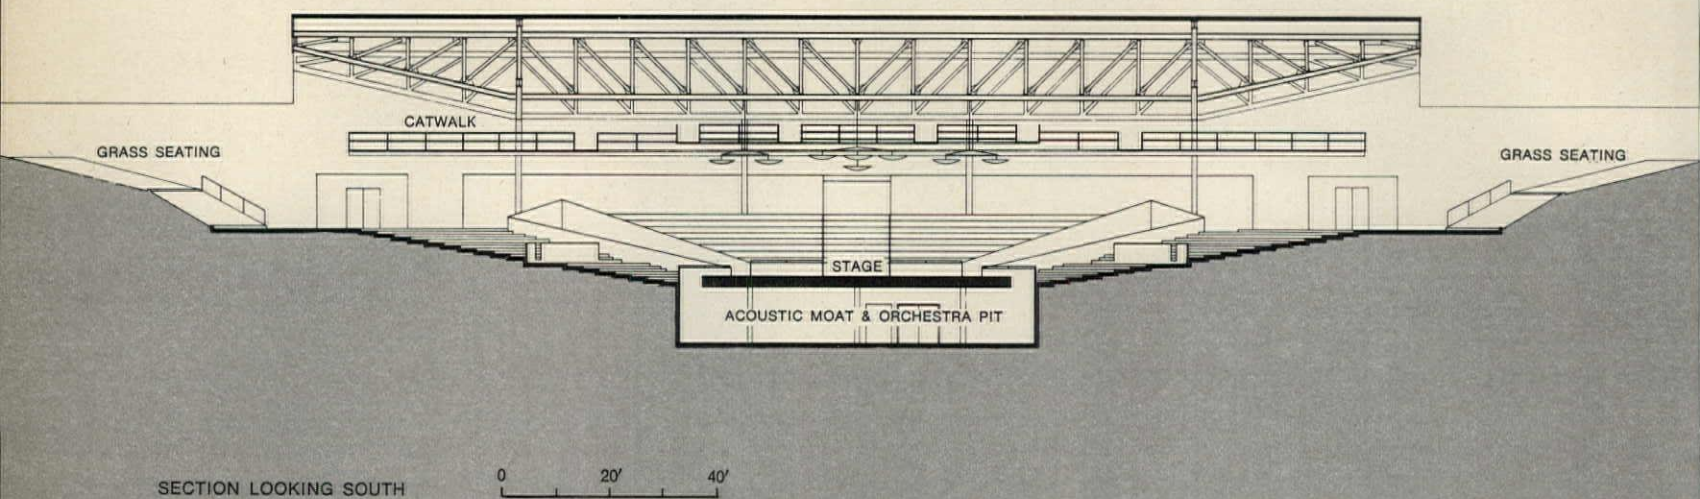 CATWALK
GRASS SEATING
GRASS SEATING
STAGE
ACOUSTIC MOAT & ORCHESTRA PIT
SECTION LOOKING SOUTH
0 20' 40'